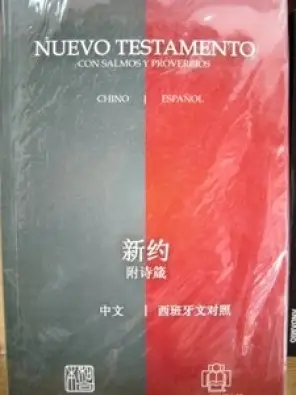 NUEVO TESTAMENTO
CON SALMOS Y PROVERBIOS
CHINO | ESPAÑOL
新约
附诗箴
中文 | 西班牙文对照